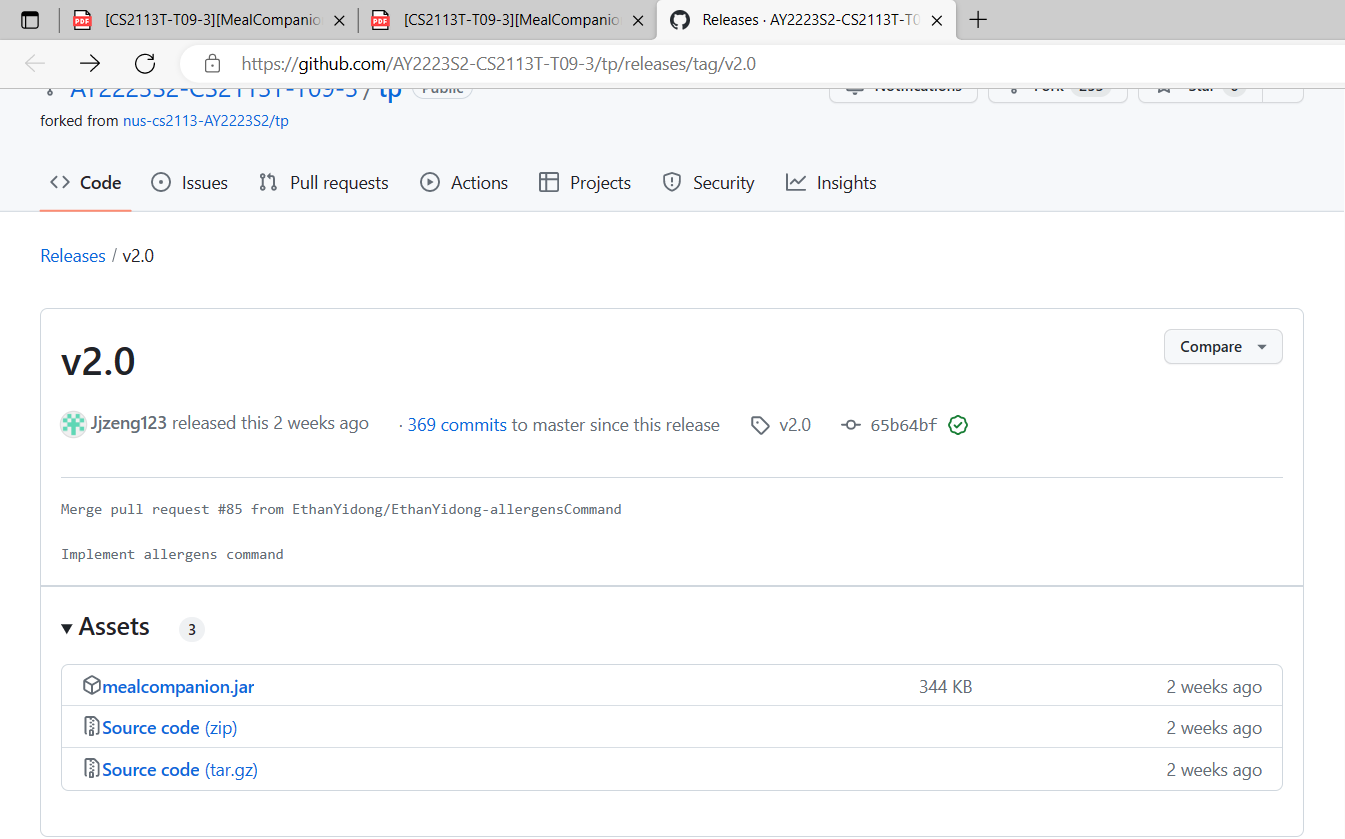 [CS2113T-T09-3][MealCompanio
[CS2113T-T09-3][MealCompanio
Releases · AY2223S2-CS2113T-T0
https://github.com/AY2223S2-CS2113T-T09-3/tp/releases/tag/v2.0
AY2223S2-CS2113T-T09-3 / tp Public Notifications Fork 255 Star 0
forked from nus-cs2113-AY2223S2/tp
Code Issues Pull requests Actions Projects Security Insights
Releases / v2.0
v2.0
Compare
Jjzeng123 released this 2 weeks ago · 369 commits to master since this release v2.0 65b64bf
Merge pull request #85 from EthanYidong/EthanYidong-allergensCommand
Implement allergens command
Assets 3
mealcompanion.jar 344 KB 2 weeks ago
Source code (zip) 2 weeks ago
Source code (tar.gz) 2 weeks ago